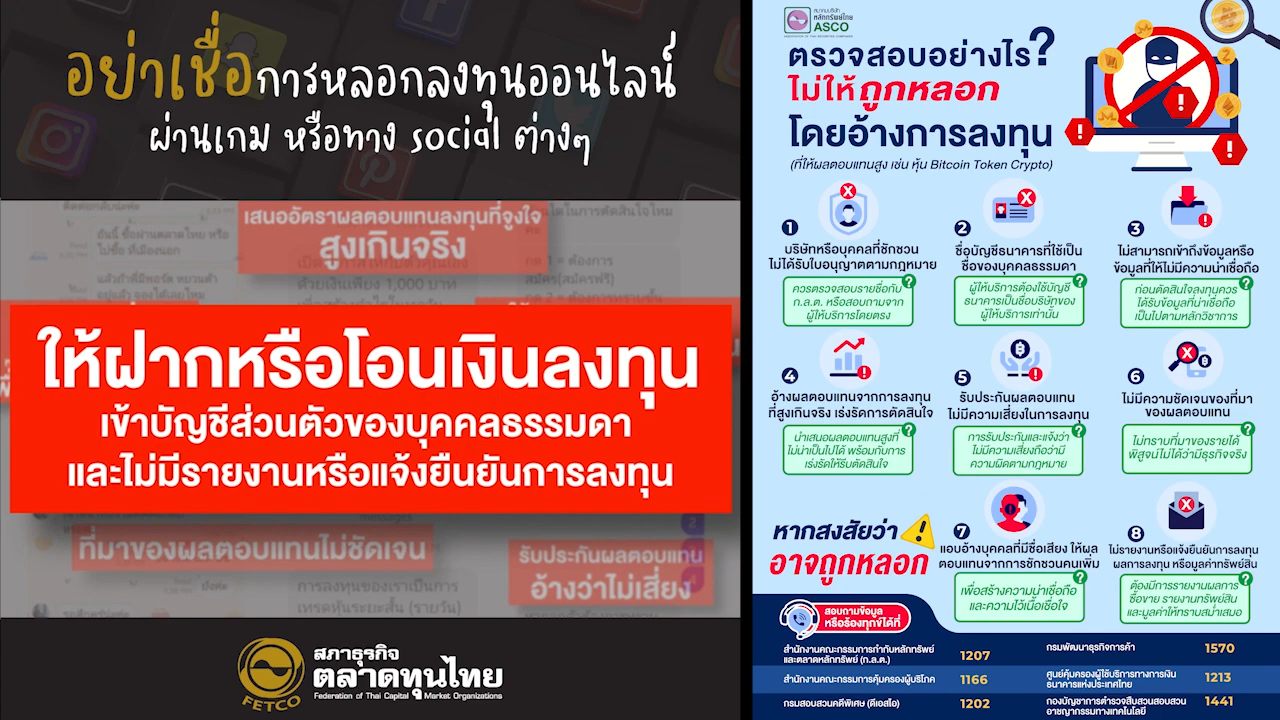 อย่าเชื่อการหลอกลงทุนออนไลน์
ผ่านเกม หรือทาง social ต่างๆ
เสนออัตราผลตอบแทนลงทุนที่จูงใจ
สูงเกินจริง
ให้ฝากหรือโอนเงินลงทุน
เข้าบัญชีส่วนตัวของบุคคลธรรมดา
และไม่มีรายงานหรือแจ้งยืนยันการลงทุน
ที่มาของผลตอบแทนไม่ชัดเจน
รับประกันผลตอบแทน
อ้างว่าไม่เสี่ยง
การลงทุนของเราเป็นการ
เทรดหุ้นระยะสั้น (รายวัน)
สภาธุรกิจ
ตลาดทุนไทย
Federation of Thai Capital Market Organizations
FETCO
สมาคมบริษัท
หลักทรัพย์ไทย
ASCO
ตรวจสอบอย่างไร?
ไม่ให้ถูกหลอก
โดยอ้างการลงทุน
(ที่ให้ผลตอบแทนสูง เช่น หุ้น Bitcoin Token Crypto)
1
บริษัทหรือบุคคลที่ชักชวน
ไม่ได้รับใบอนุญาตตามกฎหมาย
ควรตรวจสอบรายชื่อกับ
ก.ล.ต. หรือสอบถามจาก
ผู้ให้บริการโดยตรง
2
ชื่อบัญชีธนาคารที่ใช้เป็น
ชื่อของบุคคลธรรมดา
ผู้ให้บริการต้องใช้บัญชี
ธนาคารเป็นชื่อบริษัทของ
ผู้ให้บริการเท่านั้น
3
ไม่สามารถเข้าถึงข้อมูลหรือ
ข้อมูลที่ให้ไม่มีความน่าเชื่อถือ
ก่อนตัดสินใจลงทุนควร
ได้รับข้อมูลที่น่าเชื่อถือ
เป็นไปตามหลักวิชาการ
4
อ้างผลตอบแทนจากการลงทุน
ที่สูงเกินจริง เร่งรัดการตัดสินใจ
นำเสนอผลตอบแทนสูงที่
ไม่น่าเป็นไปได้ พร้อมกับการ
เร่งรัดให้รีบตัดสินใจ
5
รับประกันผลตอบแทน
ไม่มีความเสี่ยงในการลงทุน
การรับประกันและแจ้งว่า
ไม่มีความเสี่ยงถือว่ามี
ความผิดตามกฎหมาย
6
ไม่มีความชัดเจนของที่มา
ของผลตอบแทน
ไม่ทราบที่มาของรายได้
พิสูจน์ไม่ได้ว่ามีธุรกิจจริง
หากสงสัยว่า
อาจถูกหลอก
7
แอบอ้างบุคคลที่มีชื่อเสียง ให้ผล
ตอบแทนจากการชักชวนคนเพิ่ม
เพื่อสร้างความน่าเชื่อถือ
และความไว้เนื้อเชื่อใจ
8
ไม่รายงานหรือแจ้งยืนยันการลงทุน
ผลการลงทุน หรือมูลค่าทรัพย์สิน
ต้องมีการรายงานผลการ
ซื้อขาย รายงานทรัพย์สิน
และมูลค่าให้ทราบสม่ำเสมอ
สอบถามข้อมูล
หรือร้องทุกข์ได้ที่
สำนักงานคณะกรรมการกำกับหลักทรัพย์
และตลาดหลักทรัพย์ (ก.ล.ต.) 1207
กรมพัฒนาธุรกิจการค้า 1570
สำนักงานคณะกรรมการคุ้มครองผู้บริโภค 1166
ศูนย์คุ้มครองผู้ใช้บริการทางการเงิน
ธนาคารแห่งประเทศไทย 1213
กรมสอบสวนคดีพิเศษ (ดีเอสไอ) 1202
กองบัญชาการตำรวจสืบสวนสอบสวน
อาชญากรรมทางเทคโนโลยี 1441